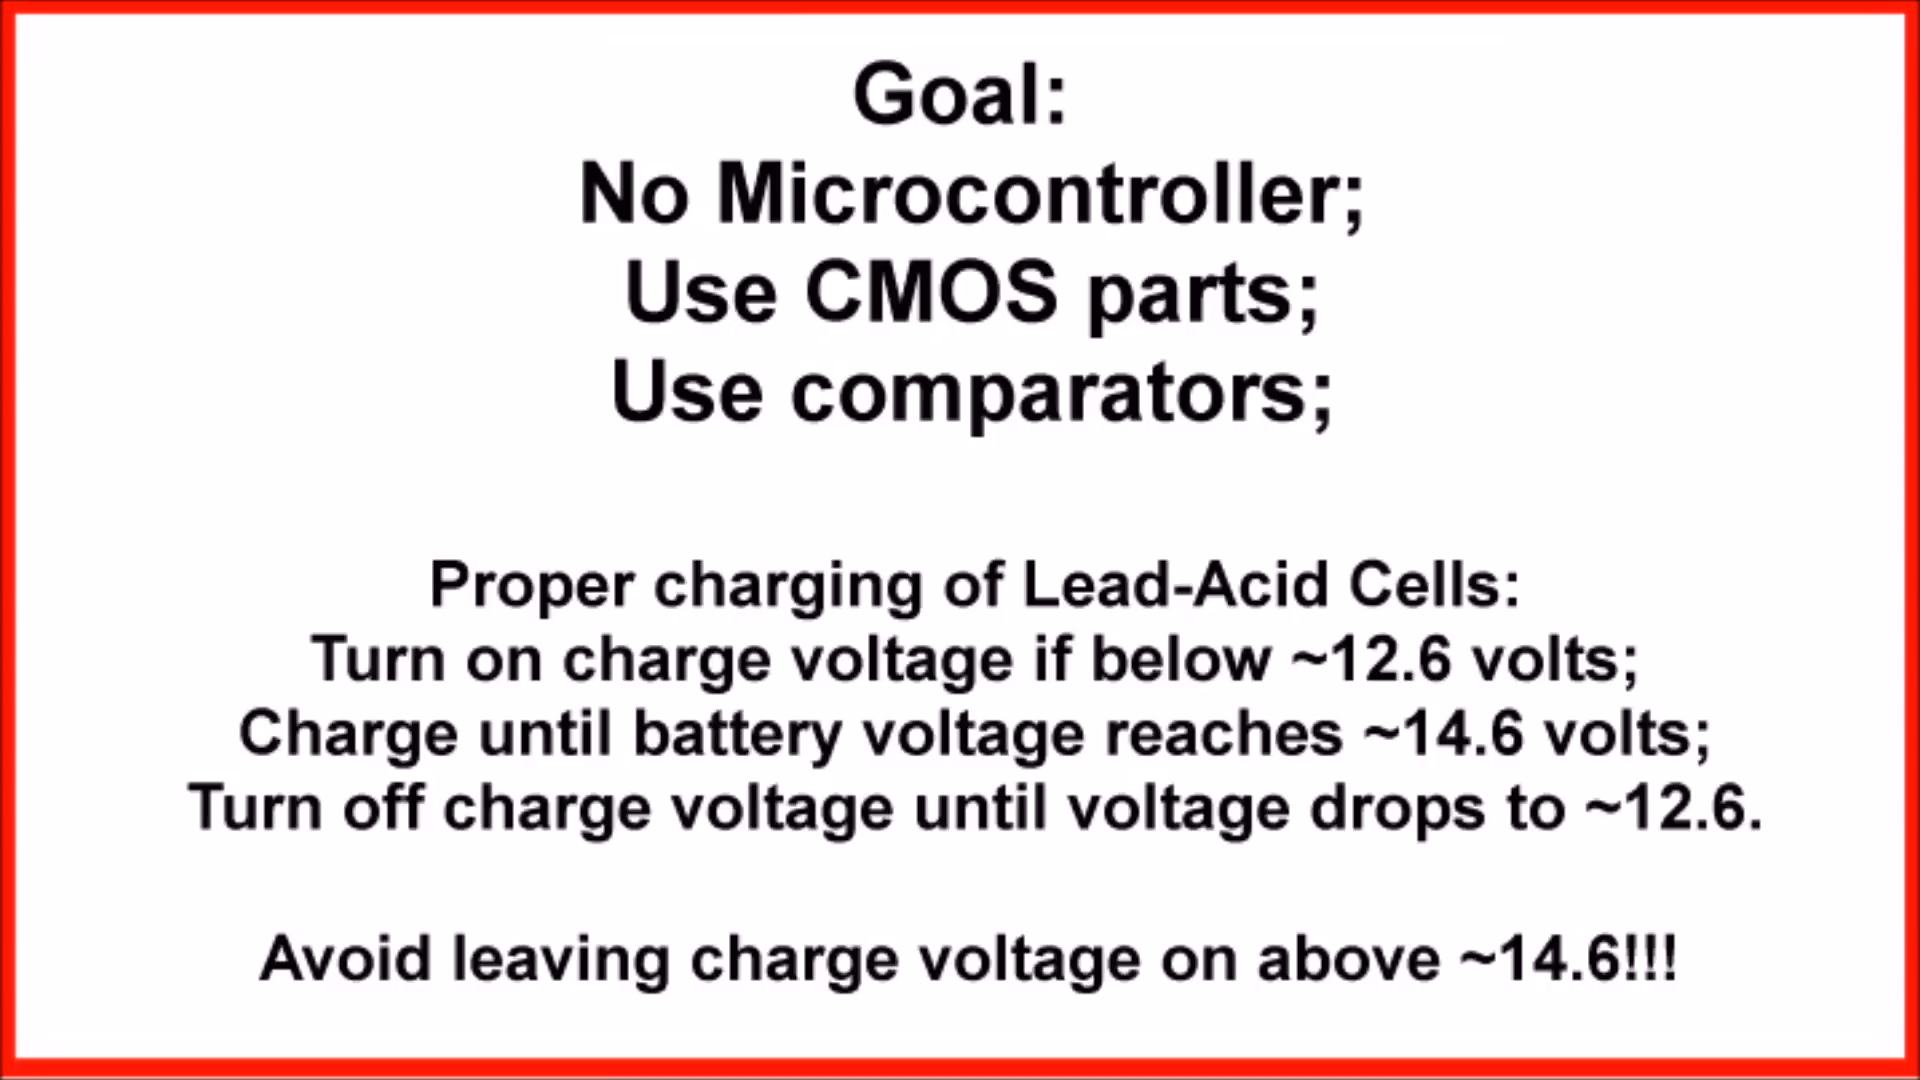 Goal:
No Microcontroller;
Use CMOS parts;
Use comparators;
Proper charging of Lead-Acid Cells:
Turn on charge voltage if below ~12.6 volts;
Charge until battery voltage reaches ~14.6 volts;
Turn off charge voltage until voltage drops to ~12.6.
Avoid leaving charge voltage on above ~14.6!!!